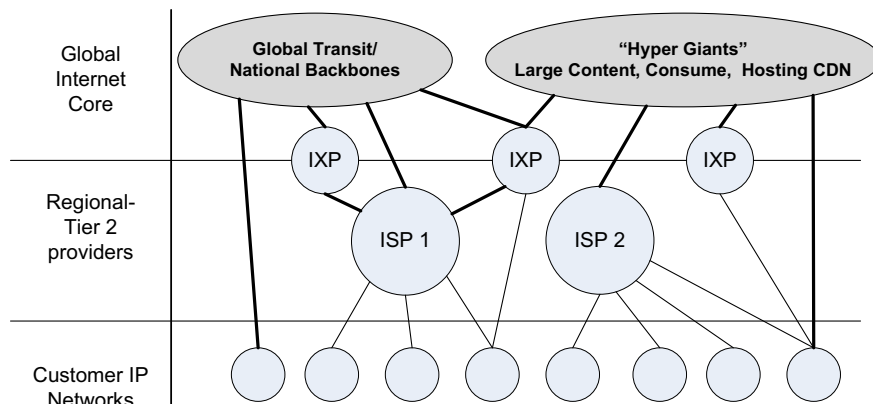 Global
Internet
Core
Global Transit/
National Backbones
“Hyper Giants”
Large Content, Consume, Hosting CDN
IXP
IXP
IXP
Regional-
Tier 2
providers
ISP 1
ISP 2
Customer IP
Networks